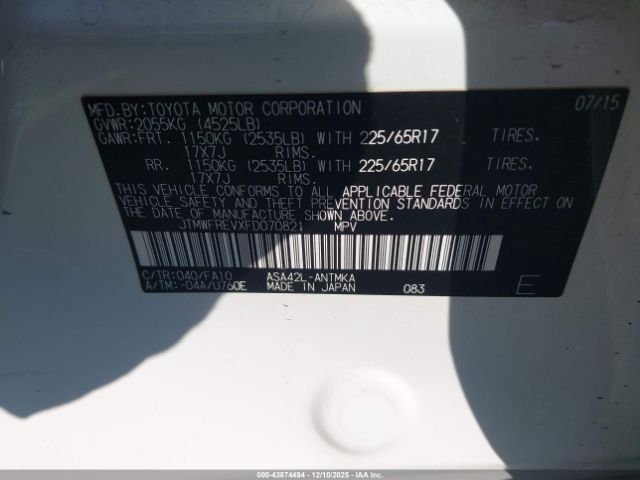 MFD.BY:TOYOTA MOTOR CORPORATION 07/15
GVWR:2055KG (4525LB)
GAWR:FRT. 1150KG (2535LB) WITH 225/65R17 TIRES.
17X7J RIMS.
RR. 1150KG (2535LB) WITH 225/65R17 TIRES.
17X7J RIMS.
THIS VEHICLE CONFORMS TO ALL APPLICABLE FEDERAL MOTOR
VEHICLE SAFETY AND THEFT PREVENTION STANDARDS IN EFFECT ON
THE DATE OF MANUFACTURE SHOWN ABOVE.
JTMWFREVXFD070821 MPV
C/TR:040/FA10 ASA42L-ANTMKA
A/TM:-04A/U760E MADE IN JAPAN 083 E
000-43874494 - 12/10/2025 - IAA Inc.